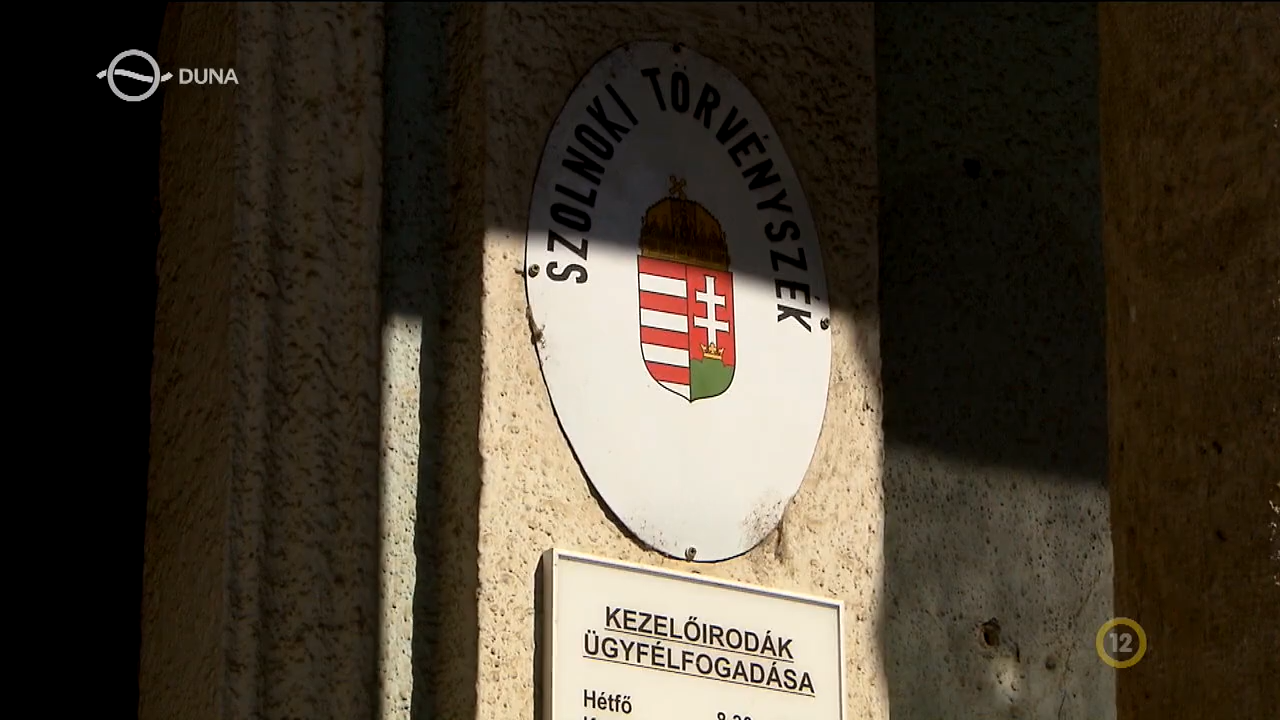 DUNA
SZOLNOKI TÖRVÉNYSZÉK
KEZELŐIRODÁK
ÜGYFÉLFOGADÁSA
Hétfő
12